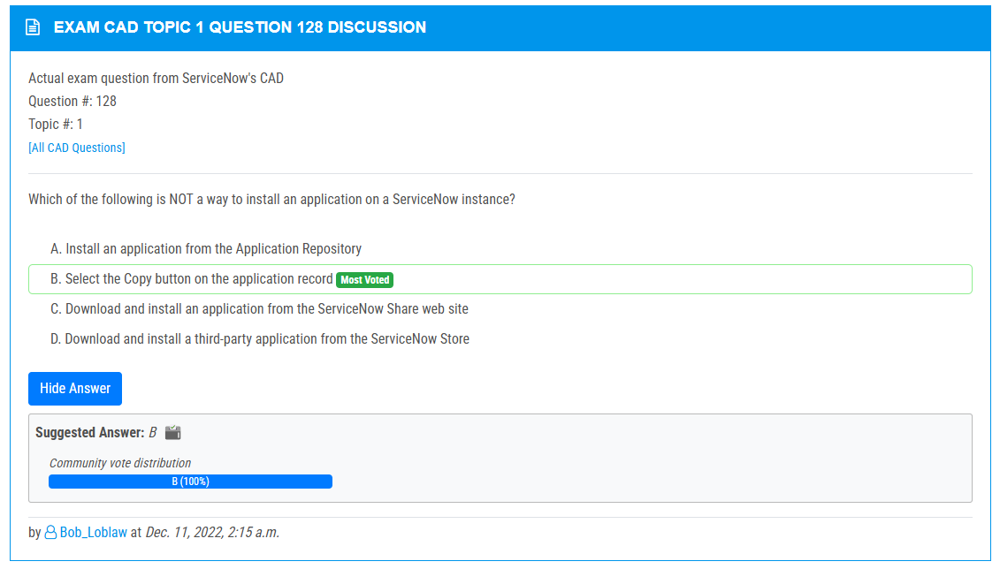 EXAM CAD TOPIC 1 QUESTION 128 DISCUSSION
Actual exam question from ServiceNow's CAD
Question #: 128
Topic #: 1
[All CAD Questions]
Which of the following is NOT a way to install an application on a ServiceNow instance?
A. Install an application from the Application Repository
B. Select the Copy button on the application record Most Voted
C. Download and install an application from the ServiceNow Share web site
D. Download and install a third-party application from the ServiceNow Store
Hide Answer
Suggested Answer: B
Community vote distribution
B (100%)
by Bob_Loblaw at Dec. 11, 2022, 2:15 a.m.